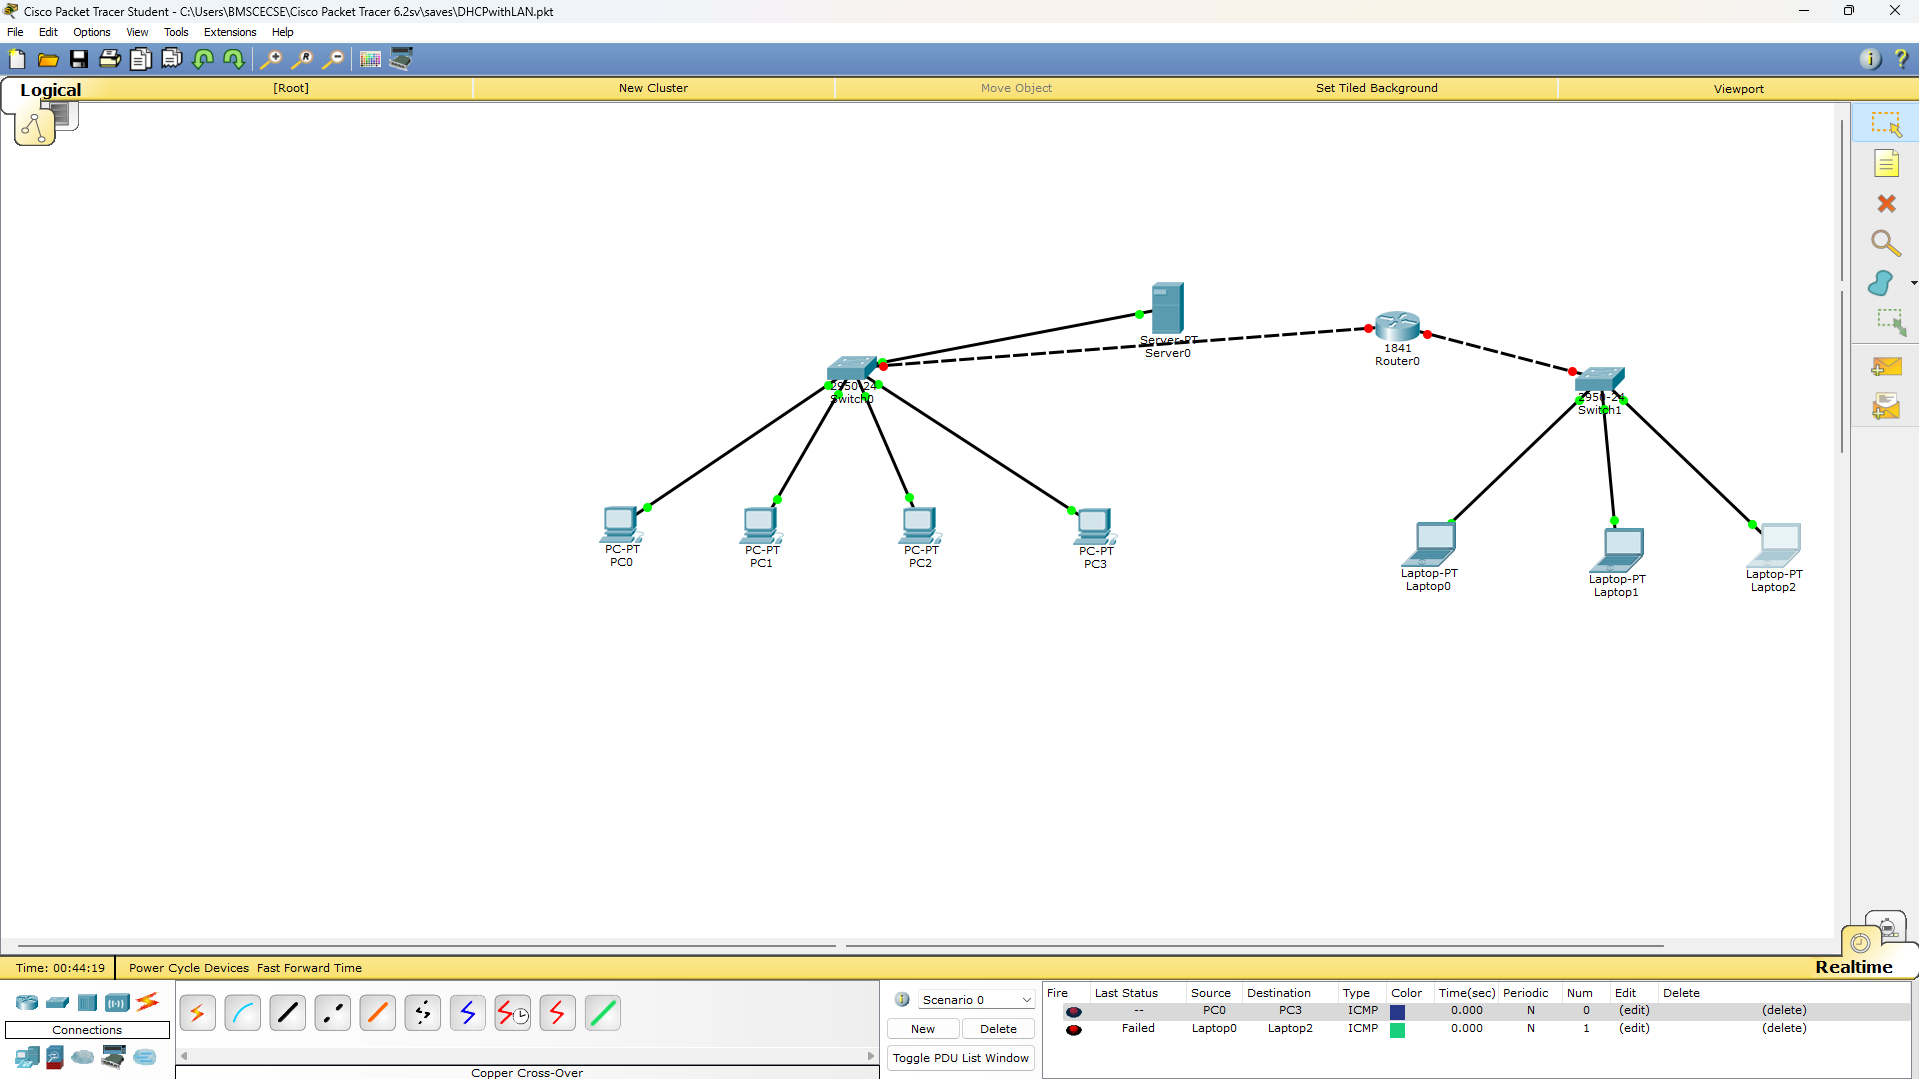 Cisco Packet Tracer Student - C:\Users\BMSCECSE\Cisco Packet Tracer 6.2sv\saves\DHCPwithLAN.pkt
File Edit Options View Tools Extensions Help
Logical [Root] New Cluster Move Object Set Tiled Background Viewport
Server-PT
Server0
1841
Router0
2950-24
Switch0
2950-24
Switch1
PC-PT
PC0
PC-PT
PC1
PC-PT
PC2
PC-PT
PC3
Laptop-PT
Laptop0
Laptop-PT
Laptop1
Laptop-PT
Laptop2
Time: 00:44:19 Power Cycle Devices Fast Forward Time Realtime
Connections
Copper Cross-Over
Scenario 0
New Delete
Toggle PDU List Window
Fire Last Status Source Destination Type Color Time(sec) Periodic Num Edit Delete
-- PC0 PC3 ICMP 0.000 N 0 (edit) (delete)
Failed Laptop0 Laptop2 ICMP 0.000 N 1 (edit) (delete)